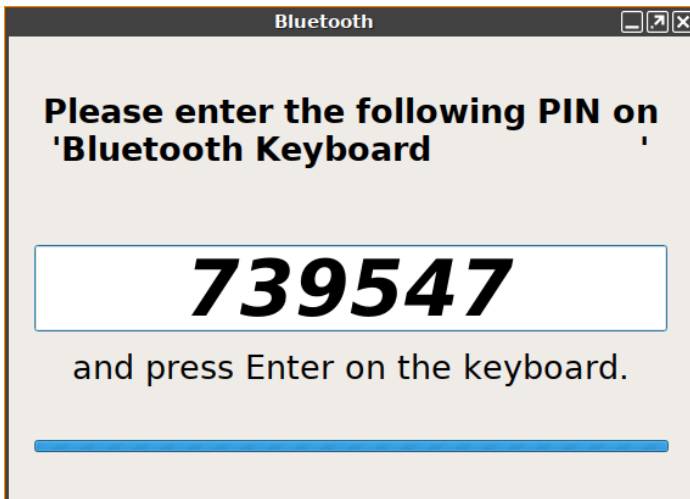 Bluetooth
Please enter the following PIN on
'Bluetooth Keyboard                    '
739547
and press Enter on the keyboard.